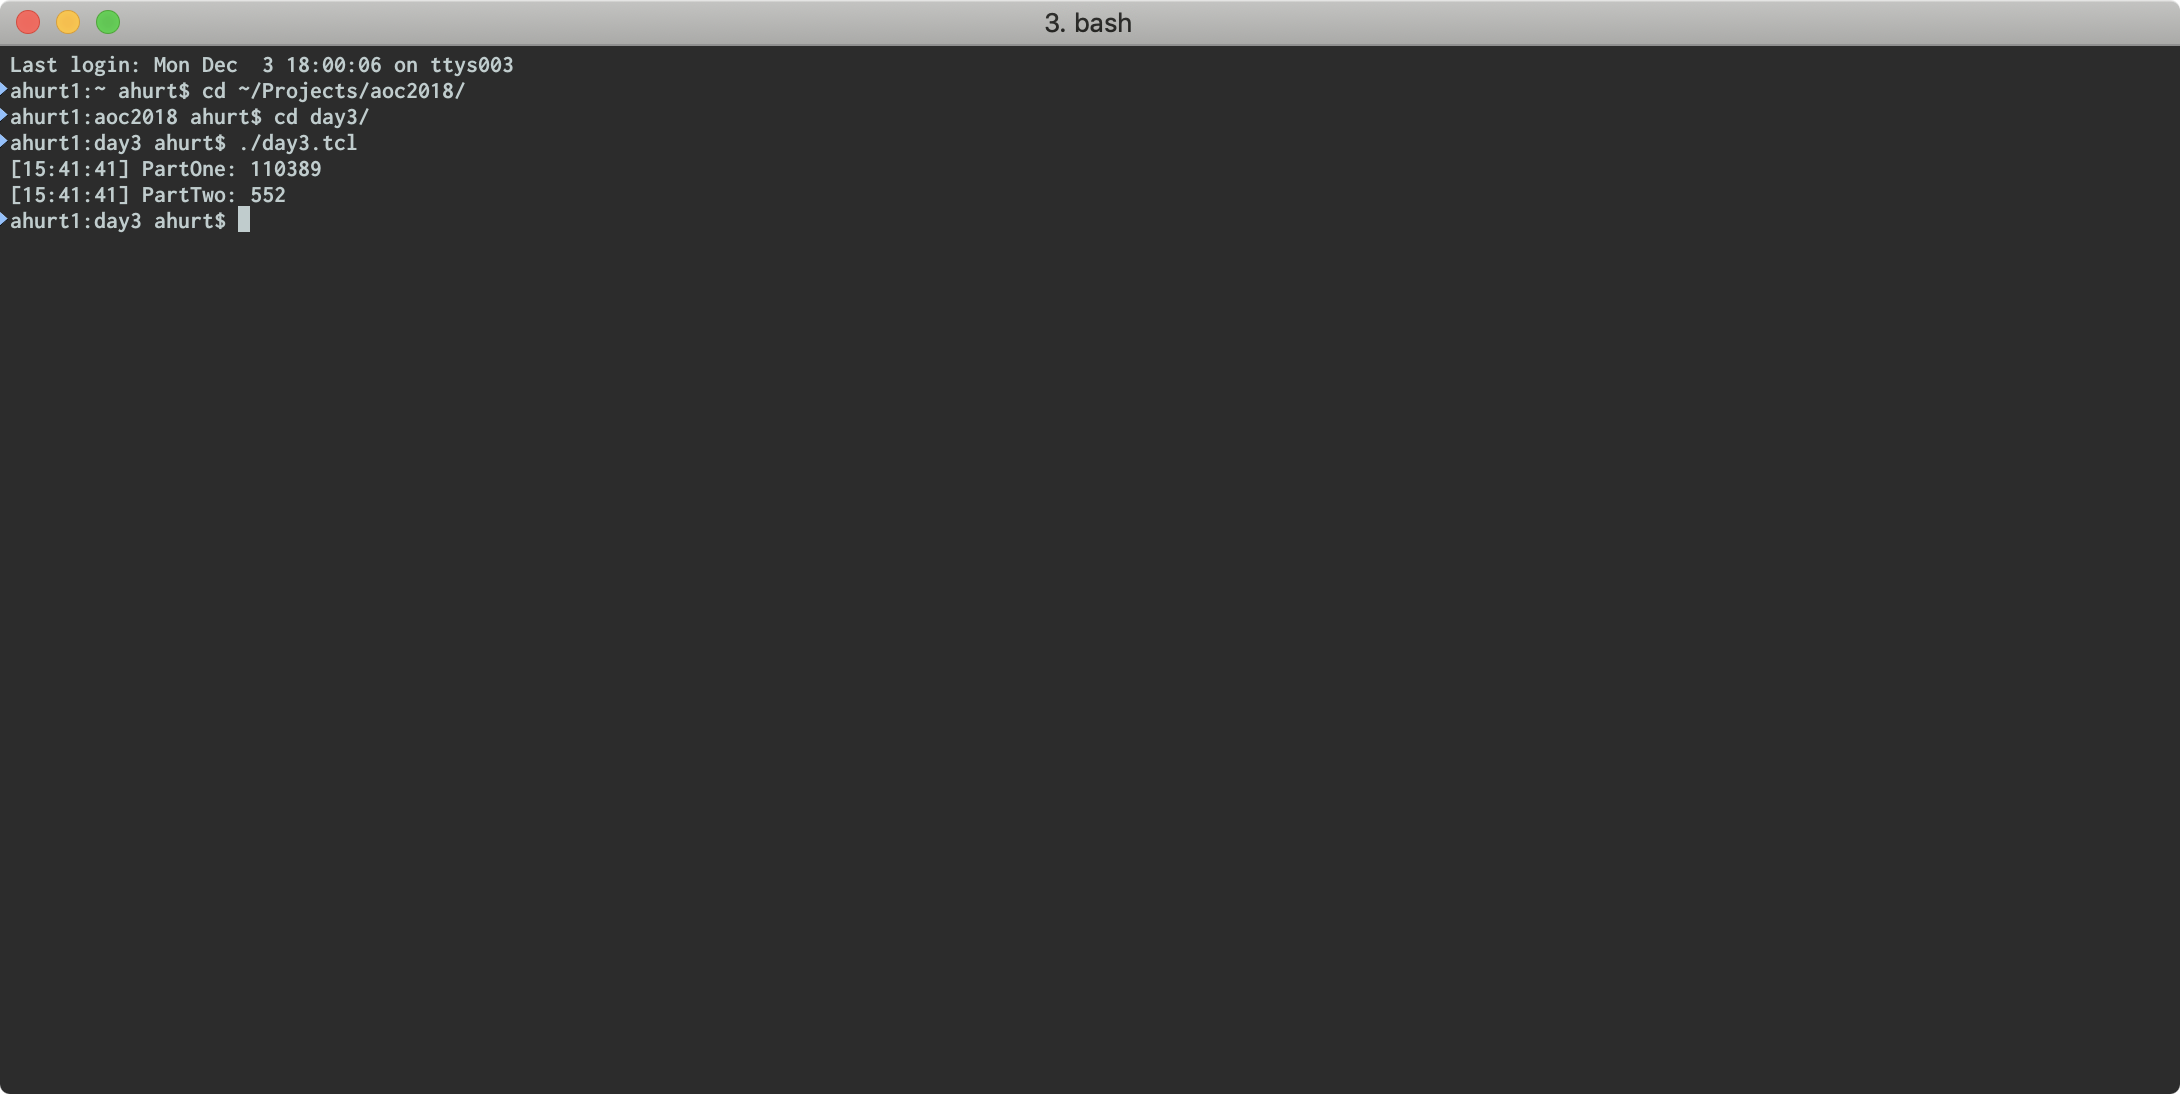 3. bash
Last login: Mon Dec  3 18:00:06 on ttys003
ahurt1:~ ahurt$ cd ~/Projects/aoc2018/
ahurt1:aoc2018 ahurt$ cd day3/
ahurt1:day3 ahurt$ ./day3.tcl
[15:41:41] PartOne: 110389
[15:41:41] PartTwo: 552
ahurt1:day3 ahurt$